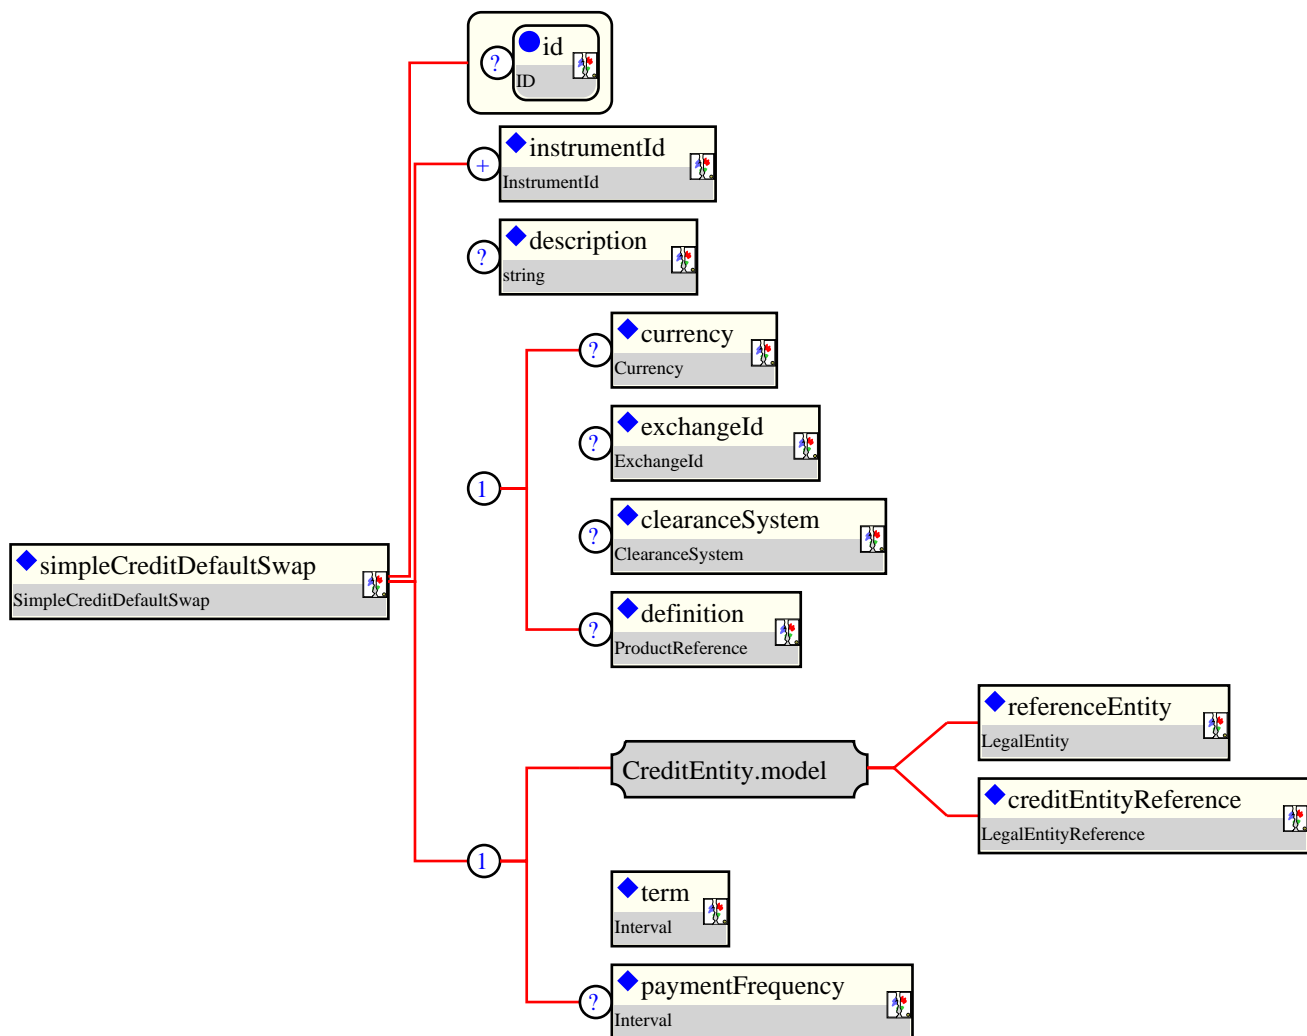 ? id
ID
+ instrumentId
InstrumentId
? description
string
? currency
Currency
? exchangeId
ExchangeId
1
? clearanceSystem
ClearanceSystem
simpleCreditDefaultSwap
SimpleCreditDefaultSwap
? definition
ProductReference
referenceEntity
LegalEntity
CreditEntity.model
creditEntityReference
LegalEntityReference
1
term
Interval
? paymentFrequency
Interval